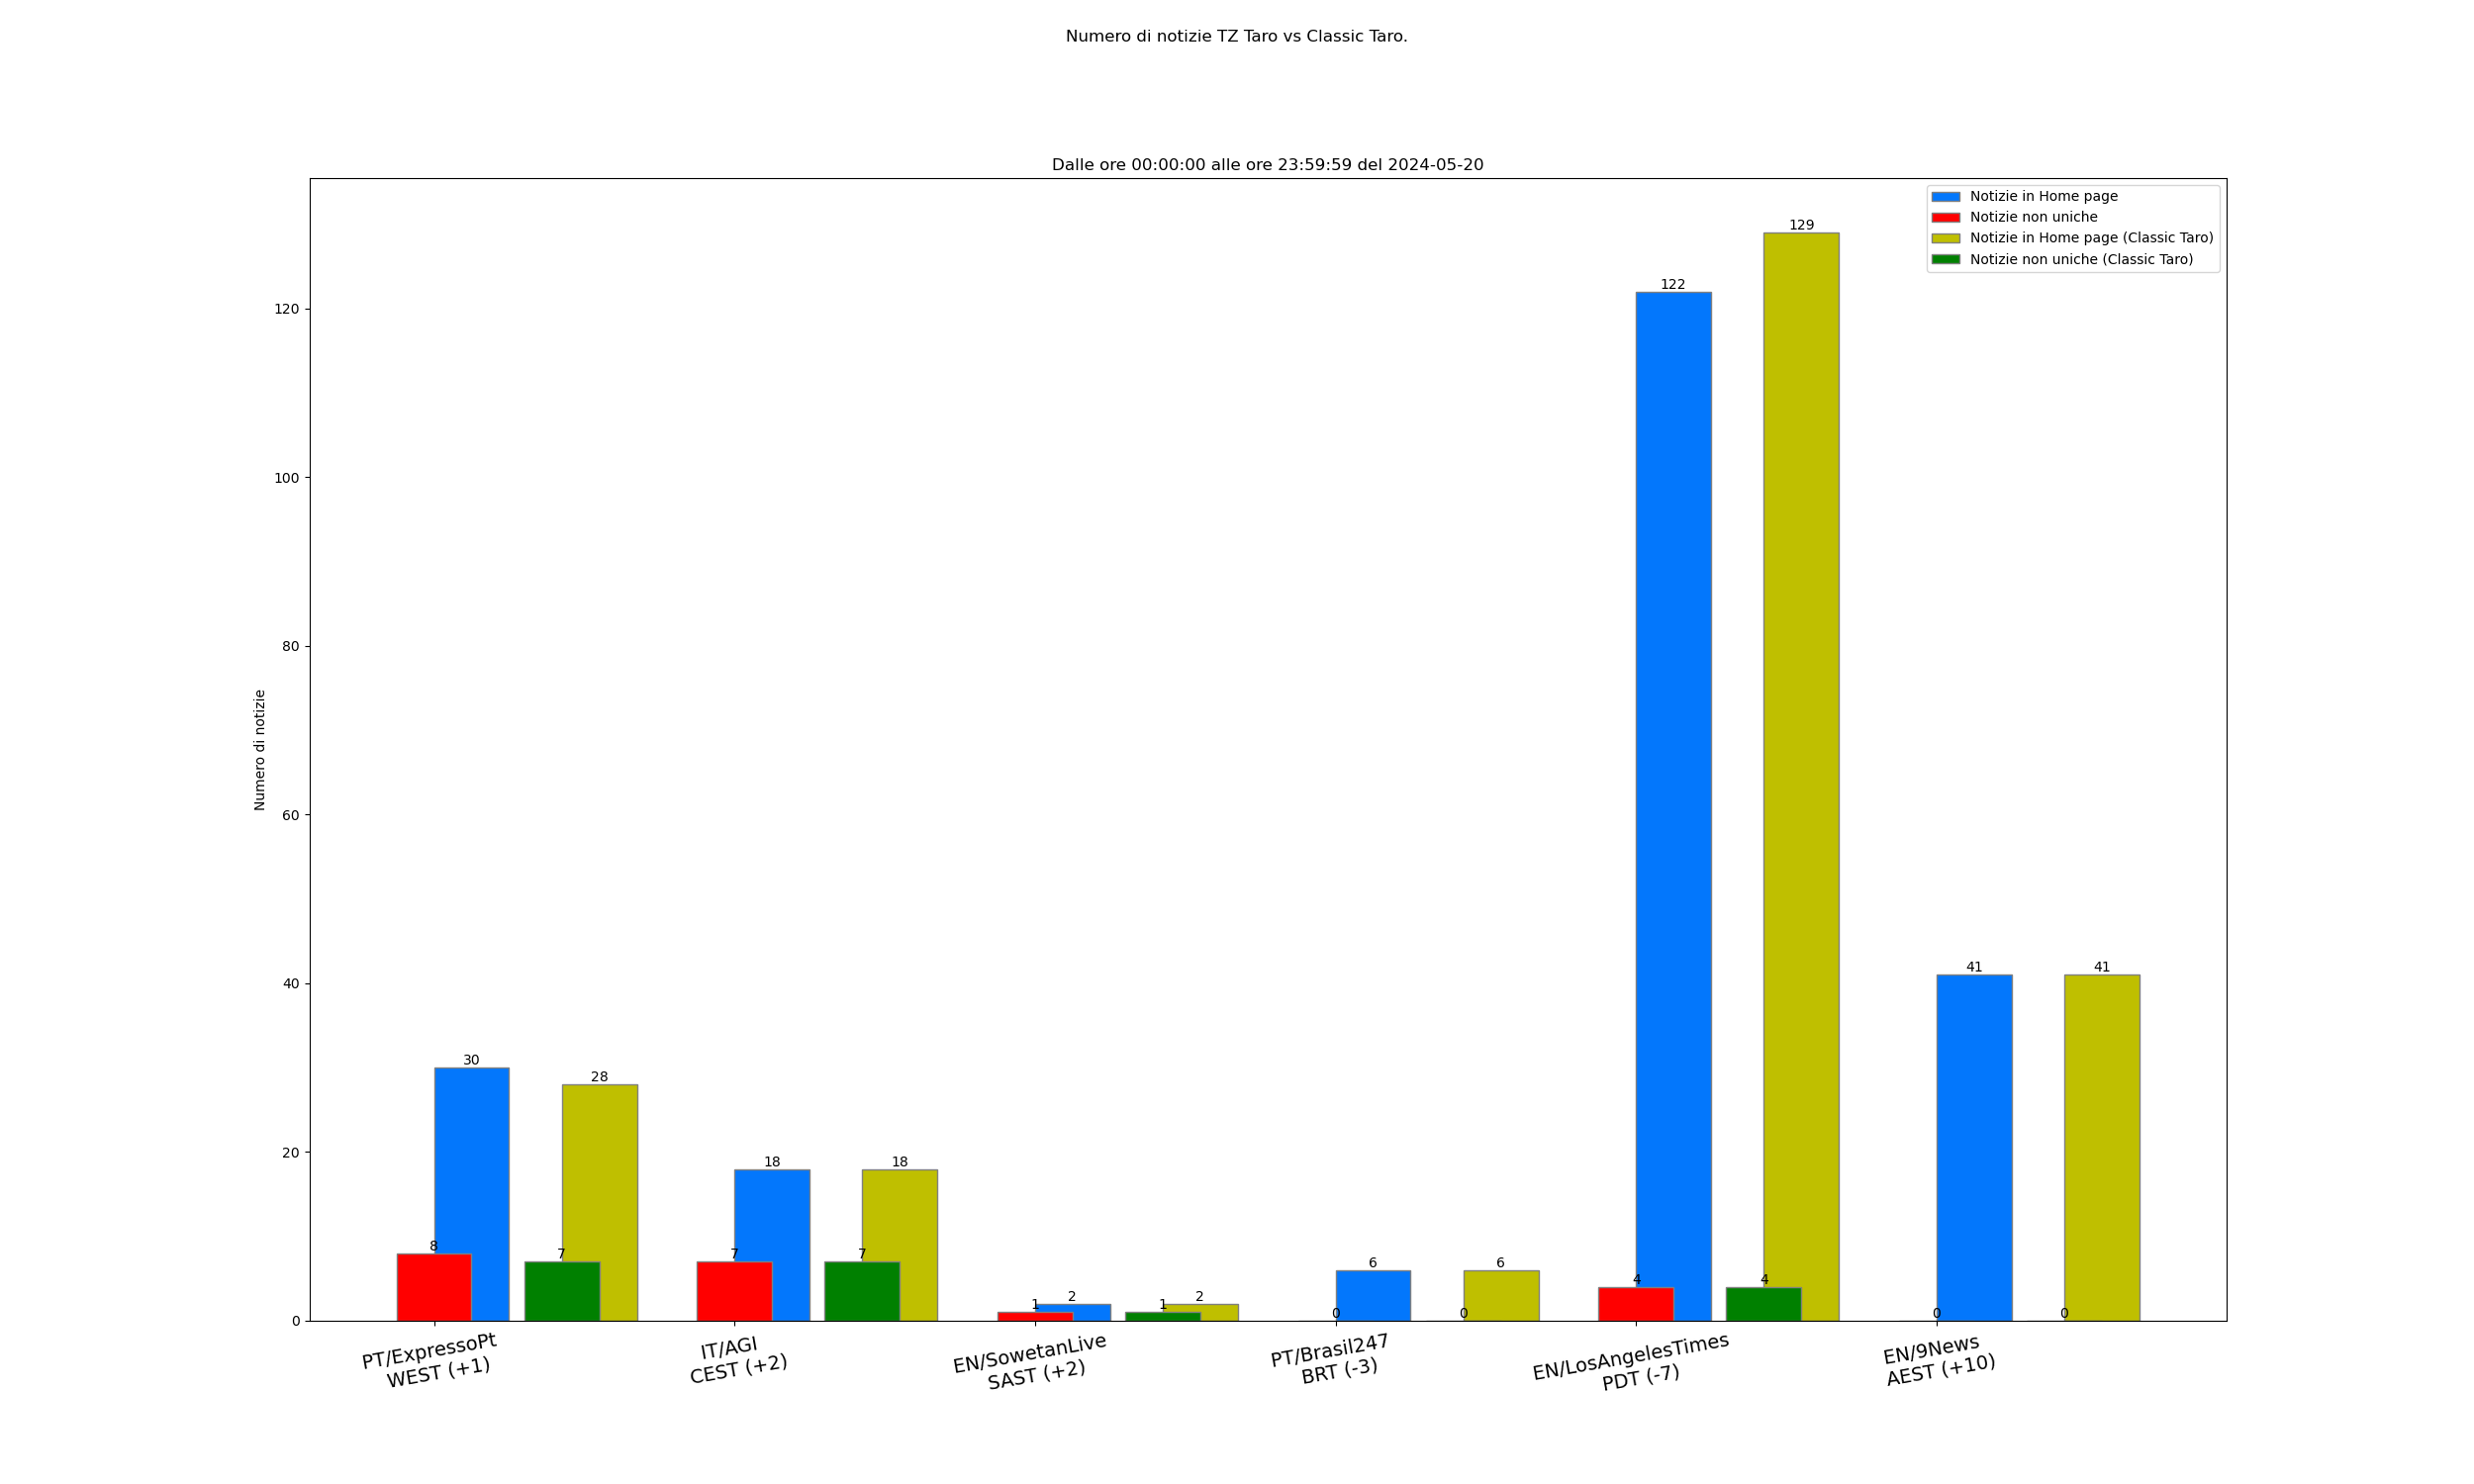 Numero di notizie TZ Taro vs Classic Taro.
Dalle ore 00:00:00 alle ore 23:59:59 del 2024-05-20
Notizie in Home page
Notizie non uniche
Notizie in Home page (Classic Taro)
Notizie non uniche (Classic Taro)
Numero di notizie
120
100
80
60
40
20
0
8
30
7
28
7
18
7
18
1
2
1
2
0
6
0
6
4
122
4
129
0
41
0
41
PT/ExpressoPt
WEST (+1)
IT/AGI
CEST (+2)
EN/SowetanLive
SAST (+2)
PT/Brasil247
BRT (-3)
EN/LosAngelesTimes
PDT (-7)
EN/9News
AEST (+10)